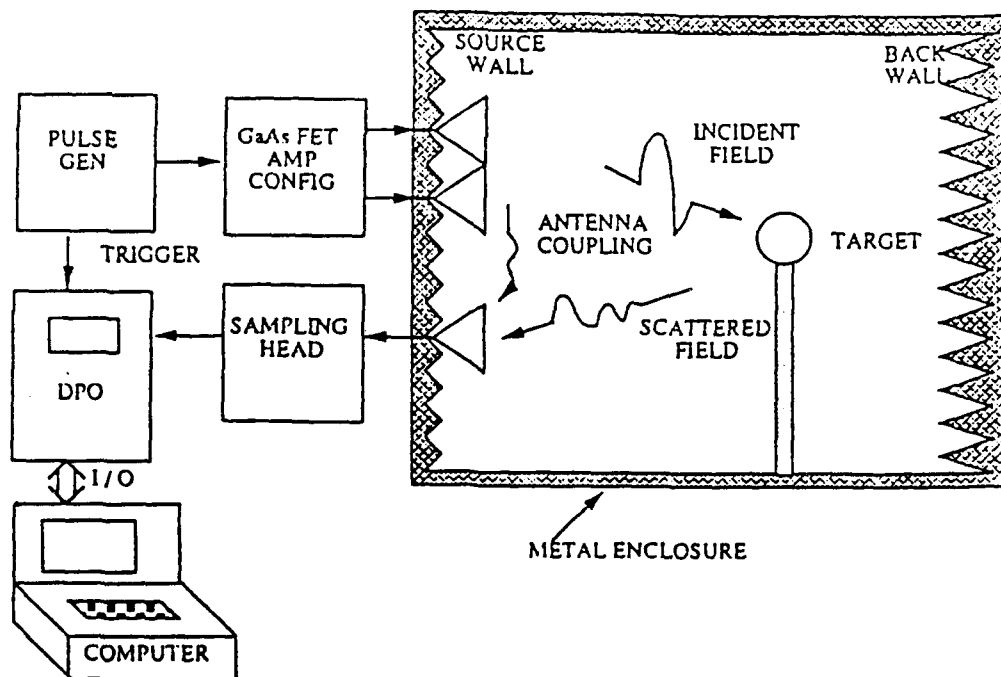 SOURCE
WALL
BACK
WALL
PULSE
GEN
GaAs FET
AMP
CONFIG
INCIDENT
FIELD
ANTENNA
COUPLING
TARGET
TRIGGER
SAMPLING
HEAD
SCATTERED
FIELD
DPO
I/O
METAL ENCLOSURE
COMPUTER